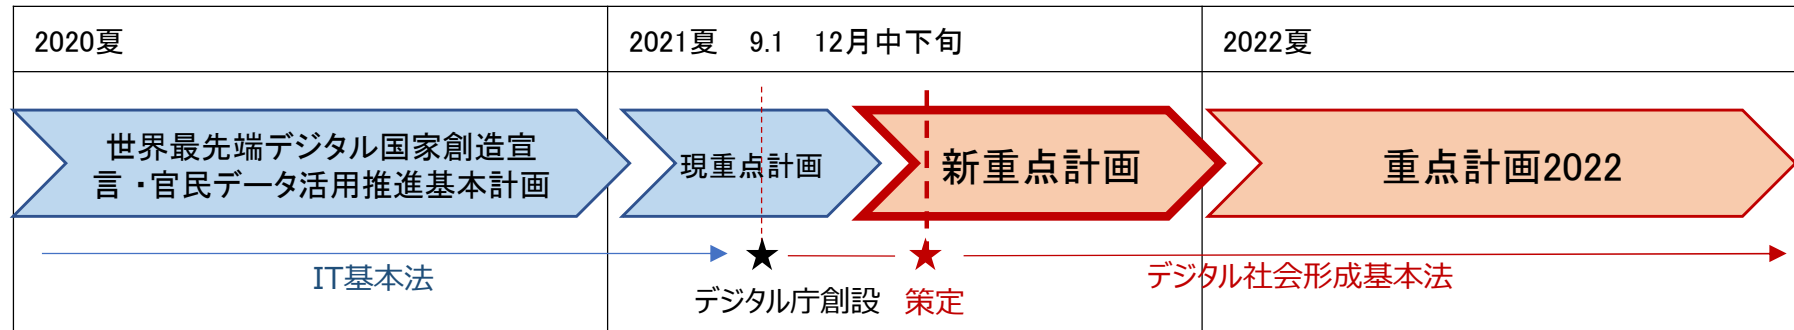 2020夏
2021夏　9.1　12月中下旬
2022夏
世界最先端デジタル国家創造宣
言・官民データ活用推進基本計画
現重点計画
新重点計画
重点計画2022
IT基本法
デジタル庁創設
策定
デジタル社会形成基本法